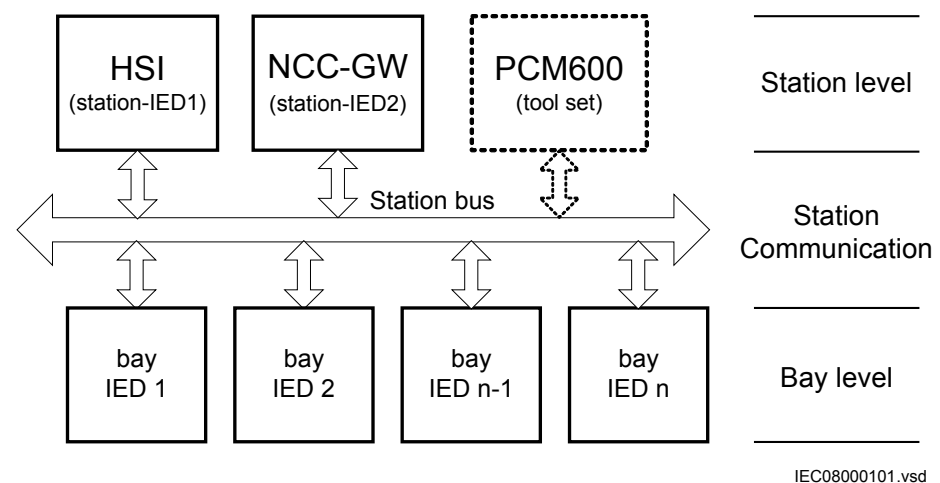 HSI
(station-IED1)
NCC-GW
(station-IED2)
PCM600
(tool set)
Station level
Station bus
Station
Communication
bay
IED 1
bay
IED 2
bay
IED n-1
bay
IED n
Bay level
IEC08000101.vsd